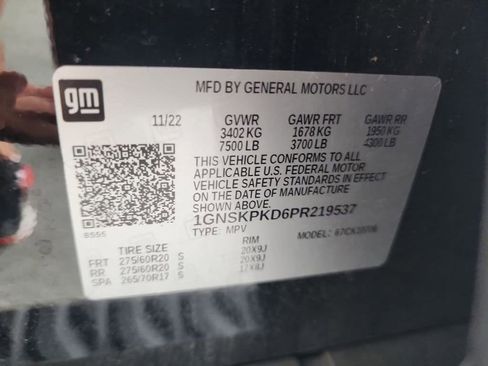 gm
MFD BY GENERAL MOTORS LLC
11/22 GVWR GAWR FRT GAWR RR
3402 KG 1678 KG 1950 KG
7500 LB 3700 LB 4300 LB
THIS VEHICLE CONFORMS TO ALL
APPLICABLE U.S. FEDERAL MOTOR
VEHICLE SAFETY STANDARDS IN EFFECT
ON THE DATE OF MANUFACTURE
SHOWN ABOVE.
1GNSKPKD6PR219537
TYPE: MPV MODEL:
TIRE SIZE RIM
FRT 275/60R20 S 20X9J
RR 275/60R20 S 20X9J
SPA 265/70R17 S 17X8J